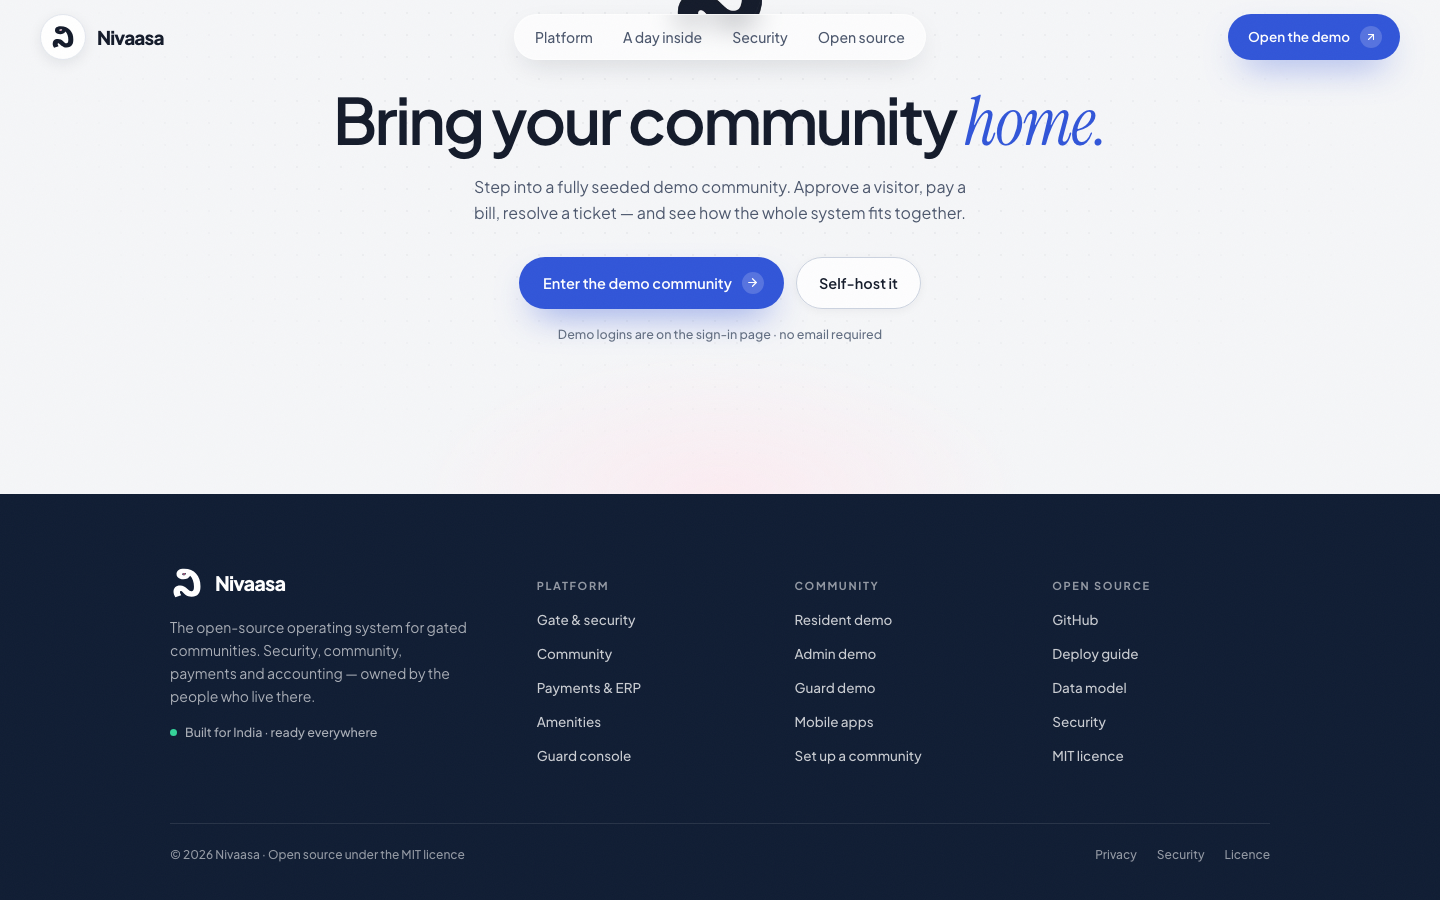 Nivaasa
Platform
A day inside
Security
Open source
Open the demo
Bring your community home.
Step into a fully seeded demo community. Approve a visitor, pay a
bill, resolve a ticket — and see how the whole system fits together.
Enter the demo community
Self-host it
Demo logins are on the sign-in page · no email required
Nivaasa
The open-source operating system for gated
communities. Security, community,
payments and accounting — owned by the
people who live there.
Built for India · ready everywhere
PLATFORM
Gate & security
Community
Payments & ERP
Amenities
Guard console
COMMUNITY
Resident demo
Admin demo
Guard demo
Mobile apps
Set up a community
OPEN SOURCE
GitHub
Deploy guide
Data model
Security
MIT licence
© 2026 Nivaasa · Open source under the MIT licence
Privacy
Security
Licence